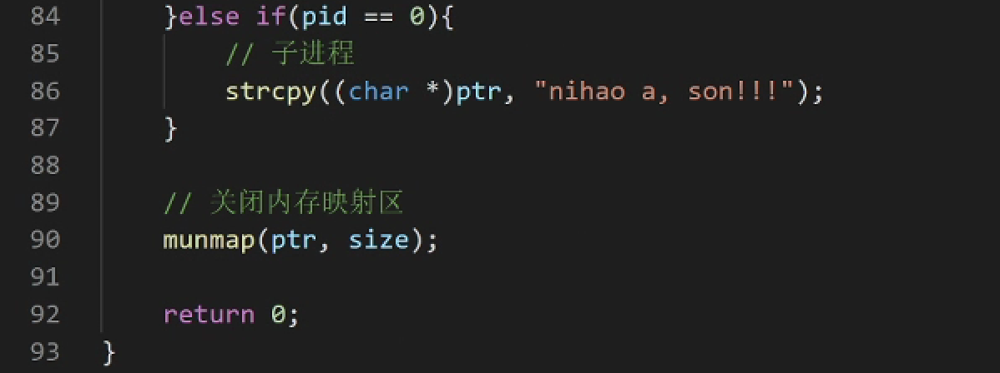 84 }else if(pid == 0){
85 // 子进程
86 strcpy((char *)ptr, "nihao a, son!!!");
87 }
88
89 // 关闭内存映射区
90 munmap(ptr, size);
91
92 return 0;
93 }